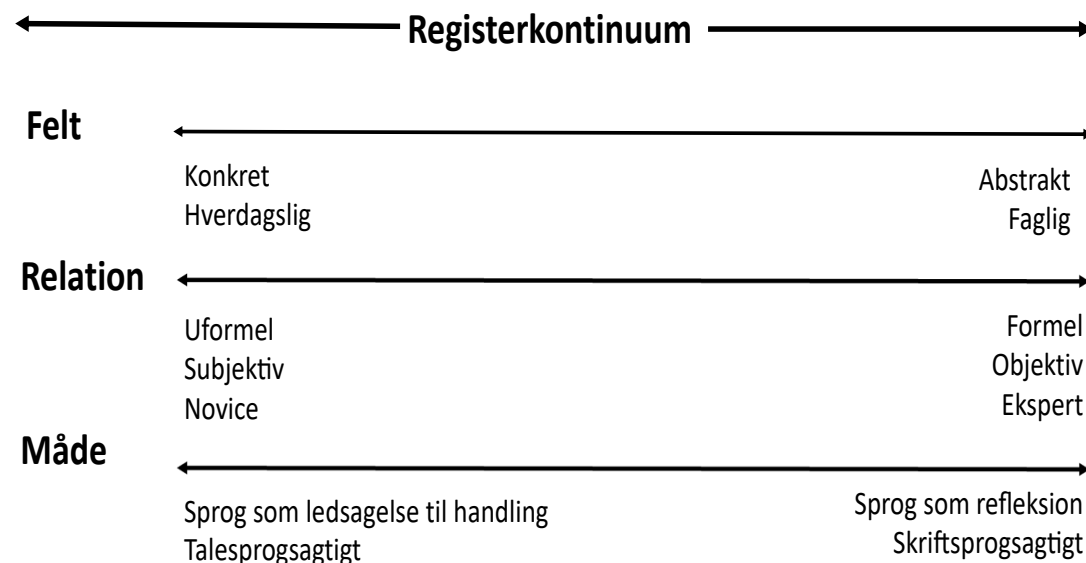 Registerkontinuum
Felt
Konkret
Abstrakt
Hverdagslig
Faglig
Relation
Uformel
Formel
Subjektiv
Objektiv
Novice
Ekspert
Måde
Sprog som ledsagelse til handling
Sprog som refleksion
Talesprogsagtigt
Skriftsprogsagtigt